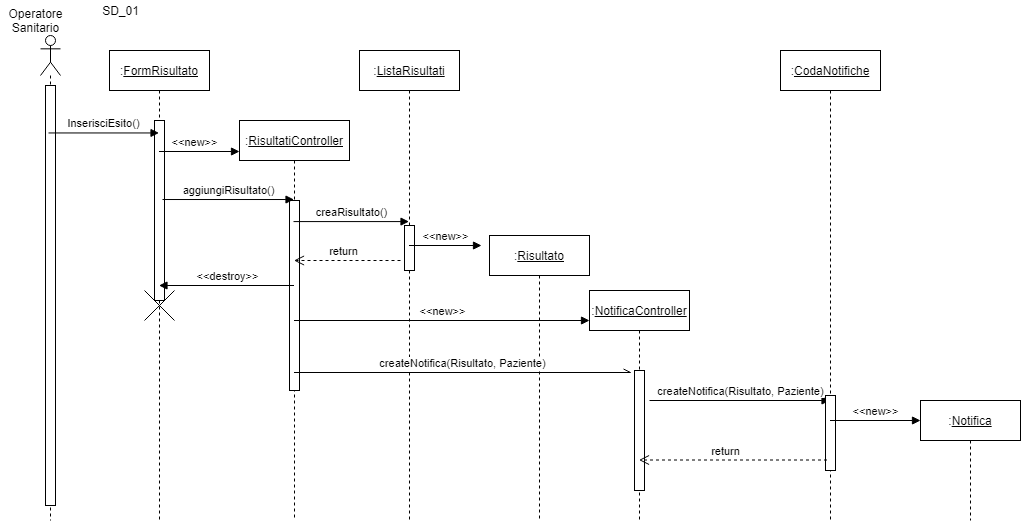 SD_01
Operatore
Sanitario
:FormRisultato
:ListaRisultati
:CodaNotifiche
InserisciEsito()
<<new>>
:RisultatiController
aggiungiRisultato()
creaRisultato()
<<new>>
return
:Risultato
<<destroy>>
<<new>>
:NotificaController
createNotifica(Risultato, Paziente)
createNotifica(Risultato, Paziente)
<<new>>
:Notifica
return